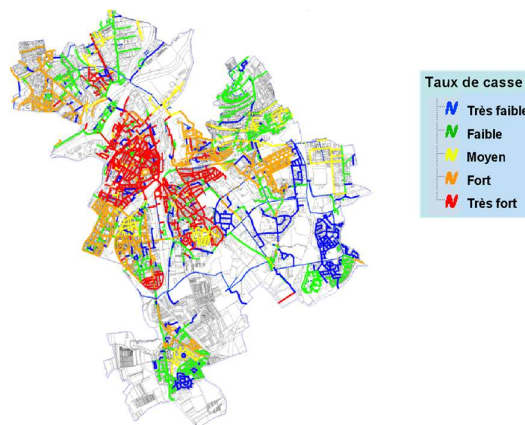 Taux de casse
Très faible
Faible
Moyen
Fort
Très fort